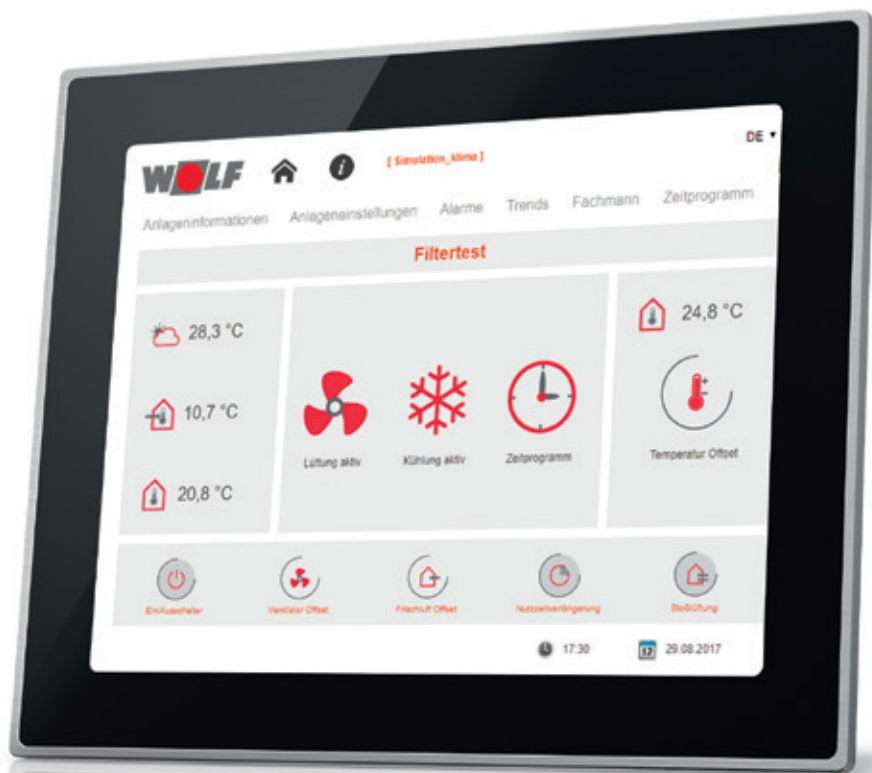 WOLF
[ Simulation_klima ]
DE
Anlageninformationen Anlageneinstellungen Alarme Trends Fachmann Zeitprogramm
Filtertest
28,3 °C
10,7 °C
20,8 °C
Lüftung aktiv Kühlung aktiv Zeitprogramm
24,8 °C
Temperatur Offset
Ein/Ausschalter Ventilator Offset Frischluft Offset Nutzzeitverlängerung Stoßlüftung
17:30 12 29.08.2017